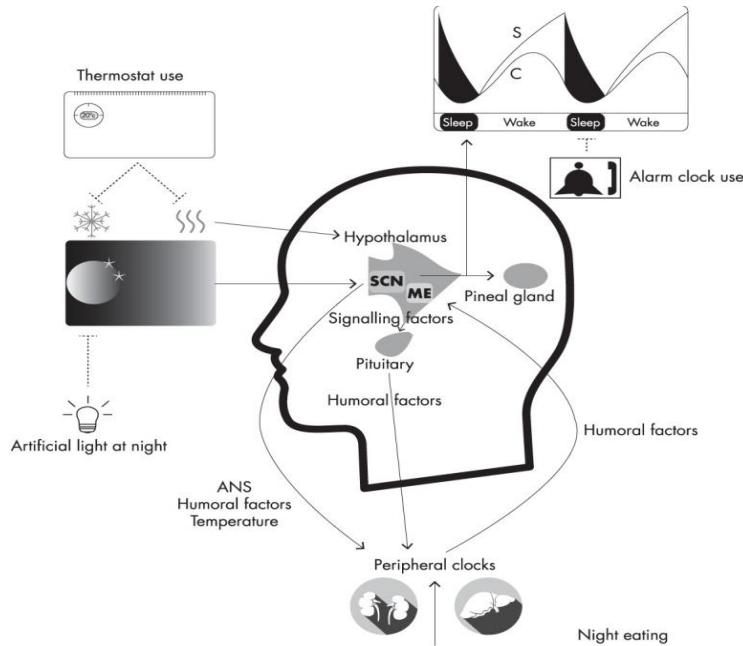 Thermostat use
20°c
S
C
Sleep Wake Sleep Wake
Alarm clock use
Hypothalamus
SCN
ME
Pineal gland
Signalling factors
Pituitary
Humoral factors
Artificial light at night
Humoral factors
ANS
Humoral factors
Temperature
Peripheral clocks
Night eating